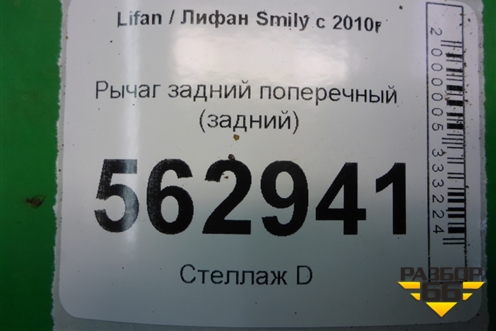 Lifan / Лифан Smily с 2010г
Рычаг задний поперечный
(задний)
562941
Стеллаж D
2000005333224
РАЗБОР
66